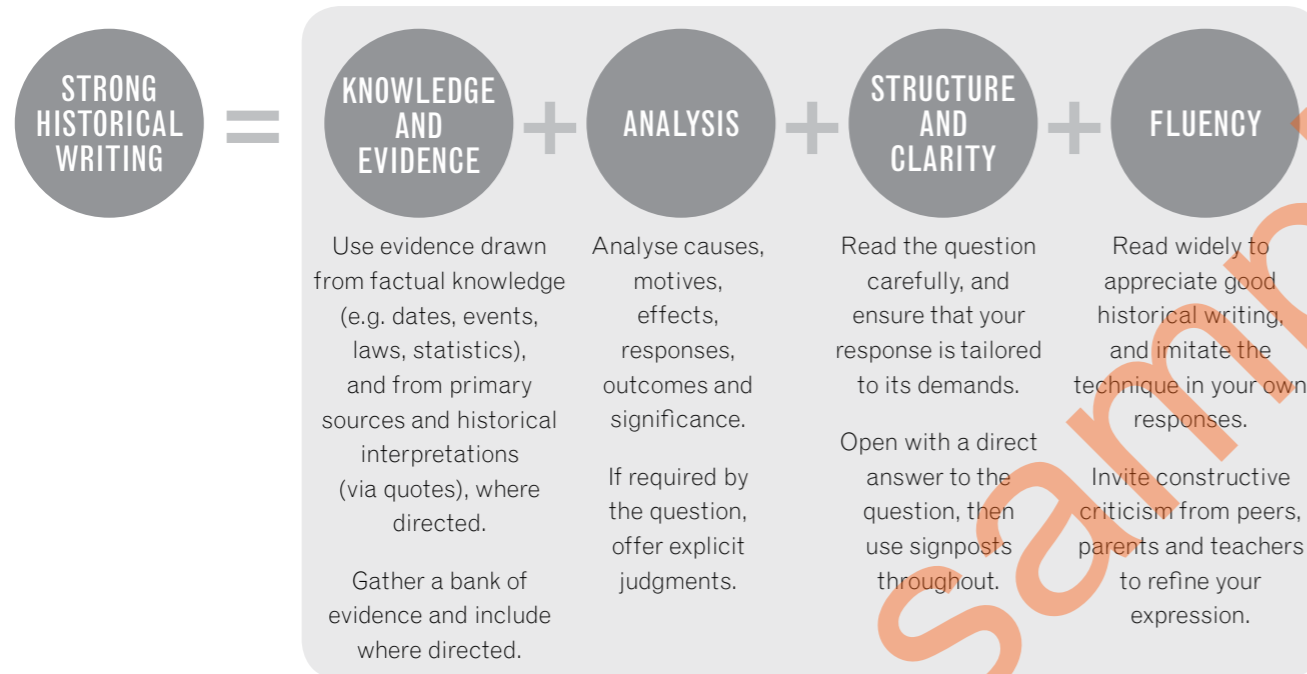 STRONG
HISTORICAL
WRITING
=
KNOWLEDGE
AND
EVIDENCE
+
ANALYSIS
+
STRUCTURE
AND
CLARITY
+
FLUENCY
Use evidence drawn
from factual knowledge
(e.g. dates, events,
laws, statistics),
and from primary
sources and historical
interpretations
(via quotes), where
directed.
Gather a bank of
evidence and include
where directed.
Analyse causes,
motives,
effects,
responses,
outcomes and
significance.
If required by
the question,
offer explicit
judgments.
Read the question
carefully, and
ensure that your
response is tailored
to its demands.
Open with a direct
answer to the
question, then
use signposts
throughout.
Read widely to
appreciate good
historical writing,
and imitate the
technique in your own
responses.
Invite constructive
criticism from peers,
parents and teachers
to refine your
expression.
sam